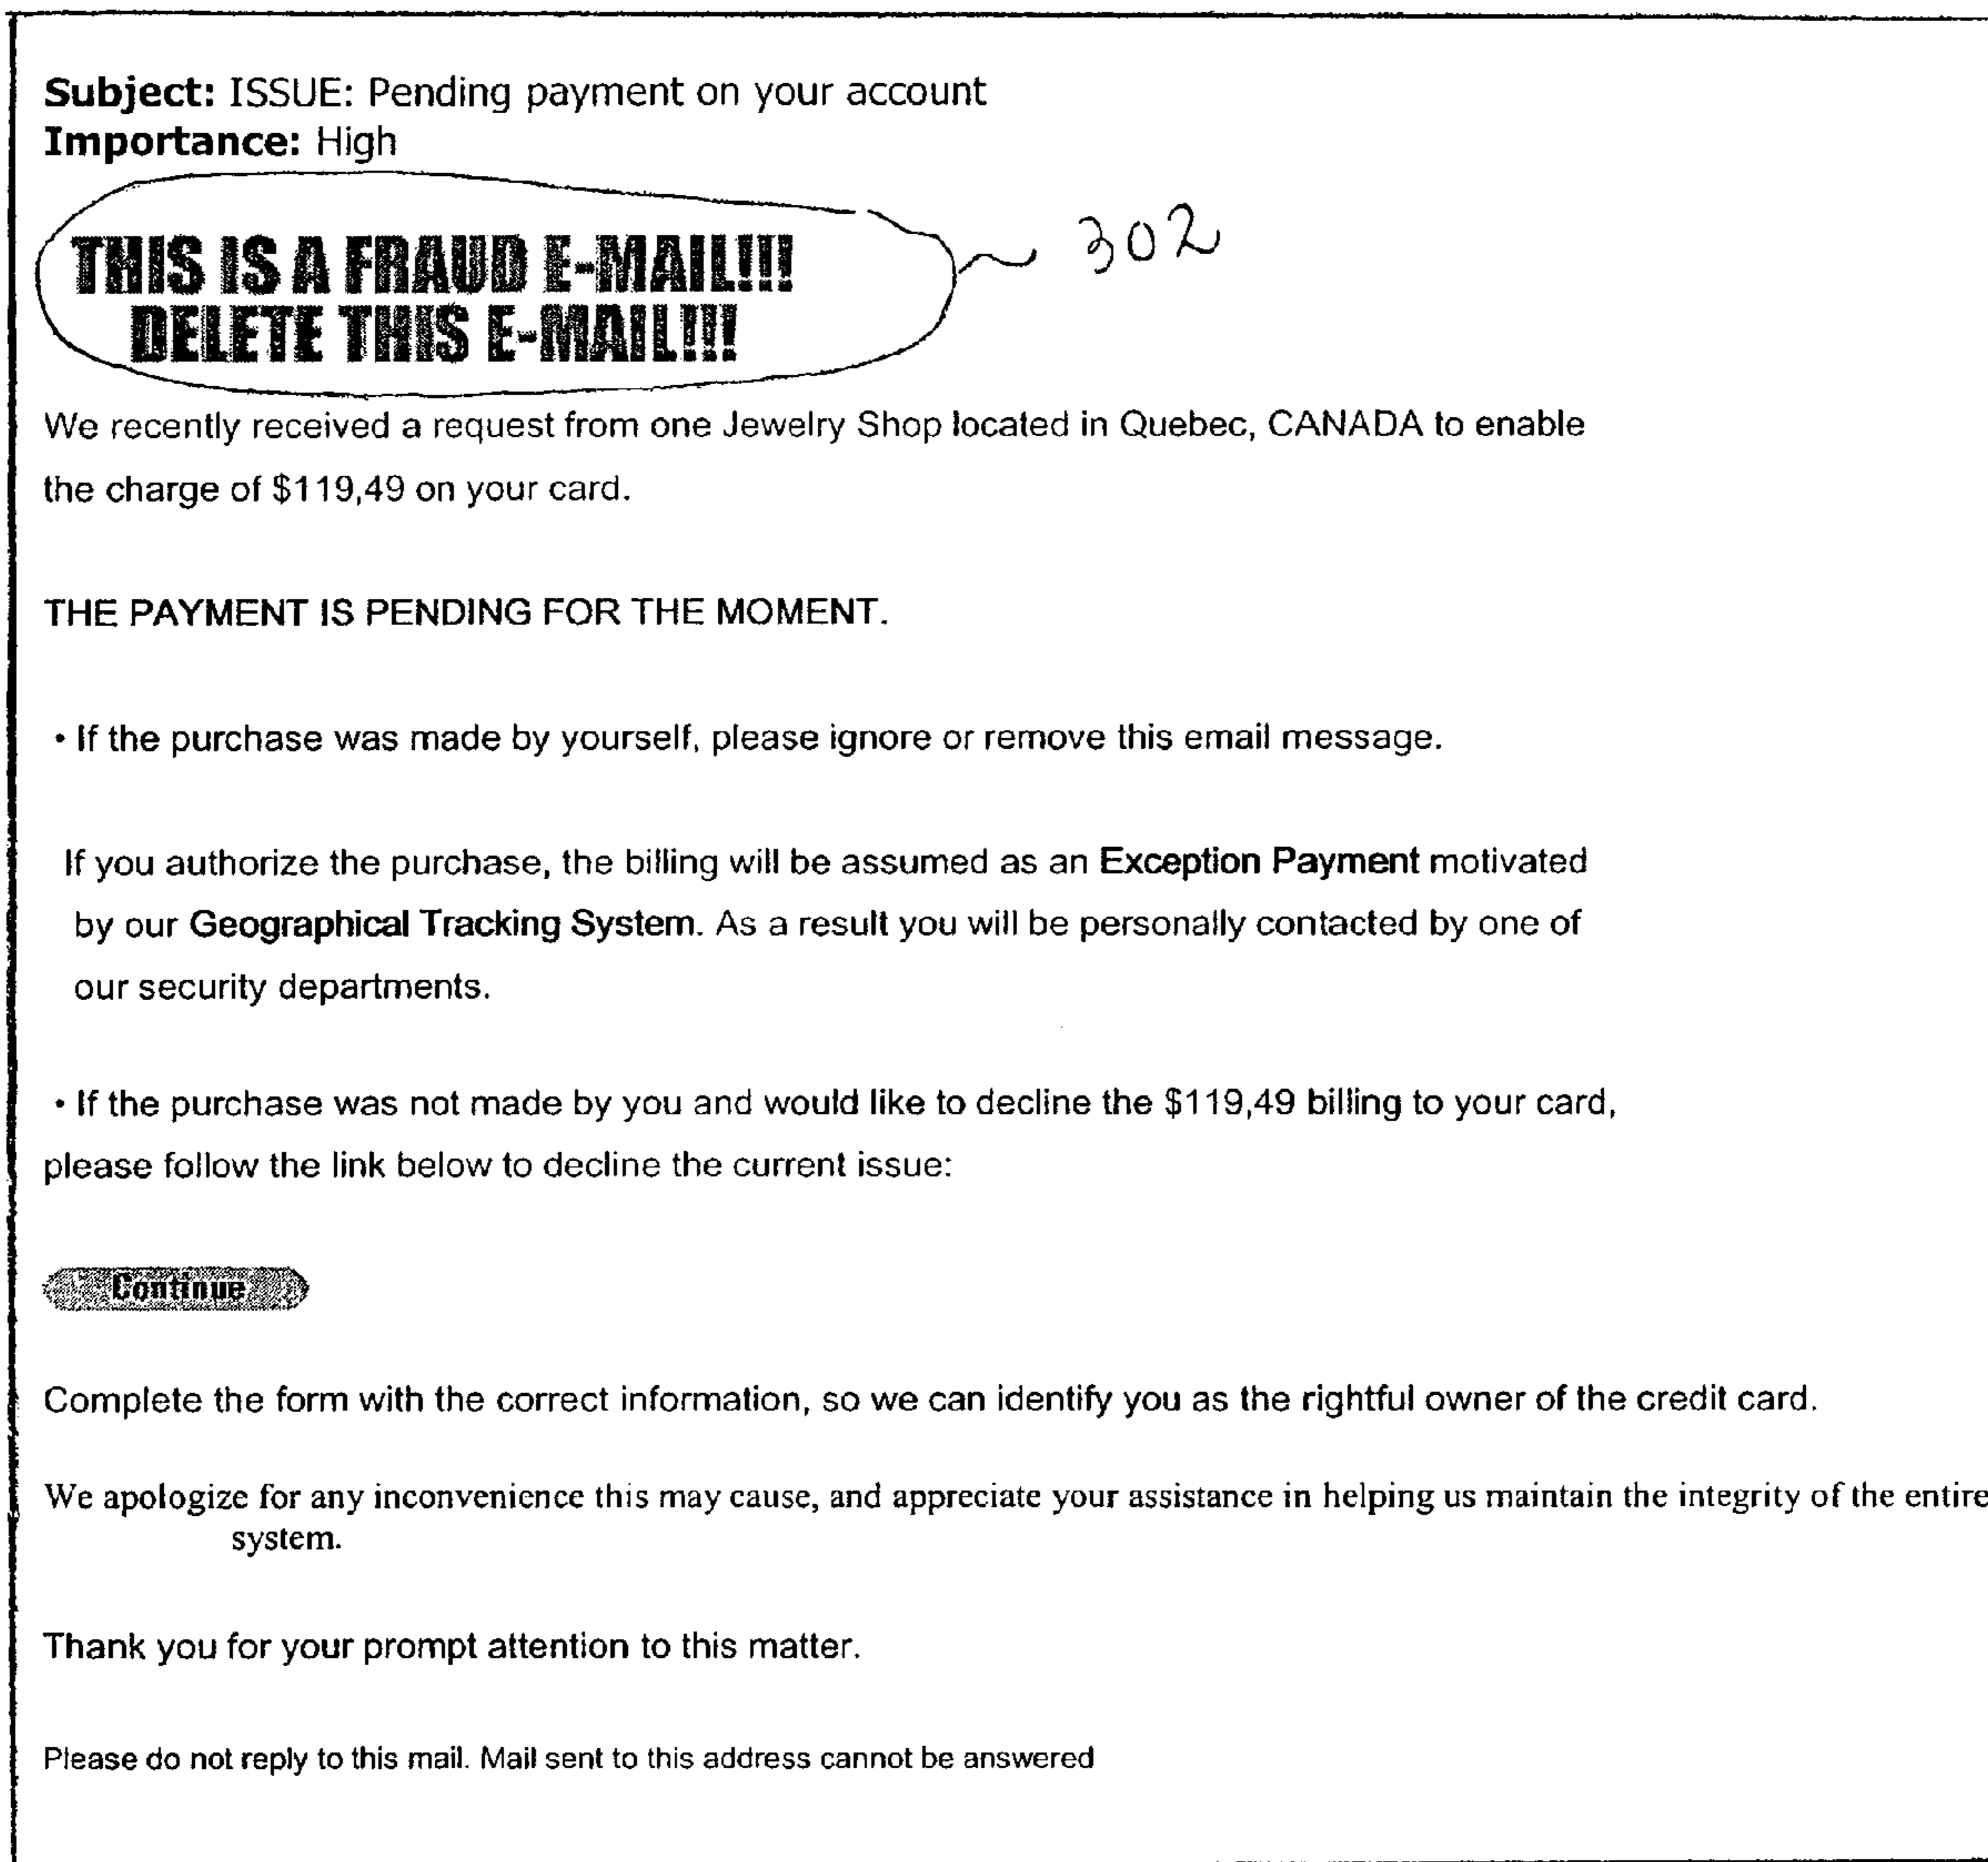 Subject: ISSUE: Pending payment on your account
Importance: High
THIS IS A FRAUD E-MAIL!!!
302
DELETE THIS E-MAIL!!!
We recently received a request from one Jewelry Shop located in Quebec, CANADA to enable
the charge of $119,49 on your card.
THE PAYMENT IS PENDING FOR THE MOMENT.
• If the purchase was made by yourself, please ignore or remove this email message.
If you authorize the purchase, the billing will be assumed as an Exception Payment motivated
by our Geographical Tracking System. As a result you will be personally contacted by one of
our security departments.
• If the purchase was not made by you and would like to decline the $119,49 billing to your card,
please follow the link below to decline the current issue:
Continue
Complete the form with the correct information, so we can identify you as the rightful owner of the credit card.
We apologize for any inconvenience this may cause, and appreciate your assistance in helping us maintain the integrity of the entire
system.
Thank you for your prompt attention to this matter.
Please do not reply to this mail. Mail sent to this address cannot be answered